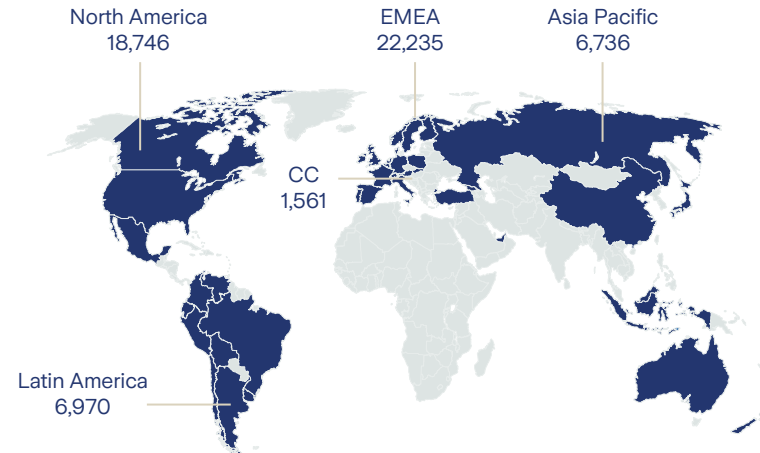 North America
18,746
EMEA
22,235
Asia Pacific
6,736
CC
1,561
Latin America
6,970